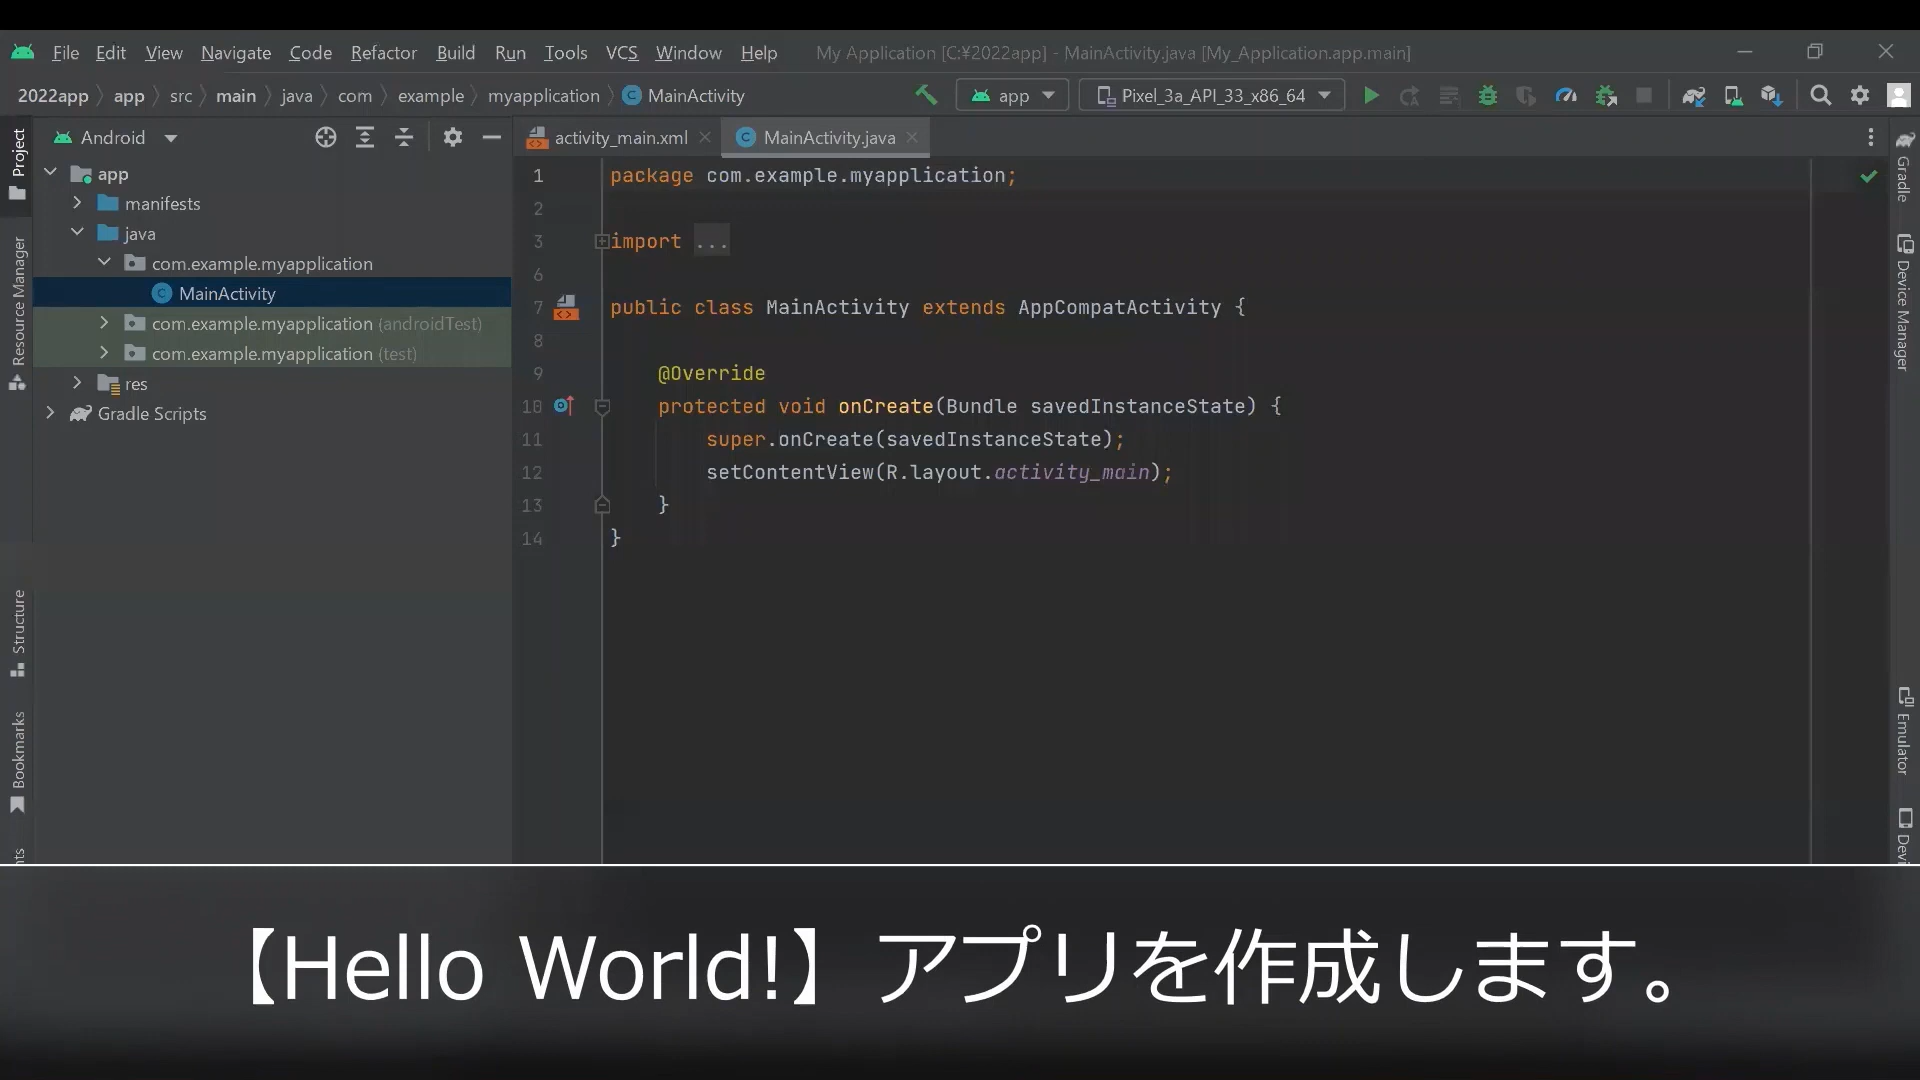 File Edit View Navigate Code Refactor Build Run Tools VCS Window Help My Application [C:¥2022app] - MainActivity.java [My_Application.app.main]
2022app app src main java com example myapplication MainActivity app Pixel_3a_API_33_x86_64
Project
Resource Manager
Structure
Bookmarks
Android
app
manifests
java
com.example.myapplication
MainActivity
com.example.myapplication (androidTest)
com.example.myapplication (test)
res
Gradle Scripts
activity_main.xml MainActivity.java
1 package com.example.myapplication;
2
3 import ...
6
7 public class MainActivity extends AppCompatActivity {
8
9 @Override
10 protected void onCreate(Bundle savedInstanceState) {
11 super.onCreate(savedInstanceState);
12 setContentView(R.layout.activity_main);
13 }
14 }
Gradle
Device Manager
Emulator
【Hello World!】アプリを作成します。